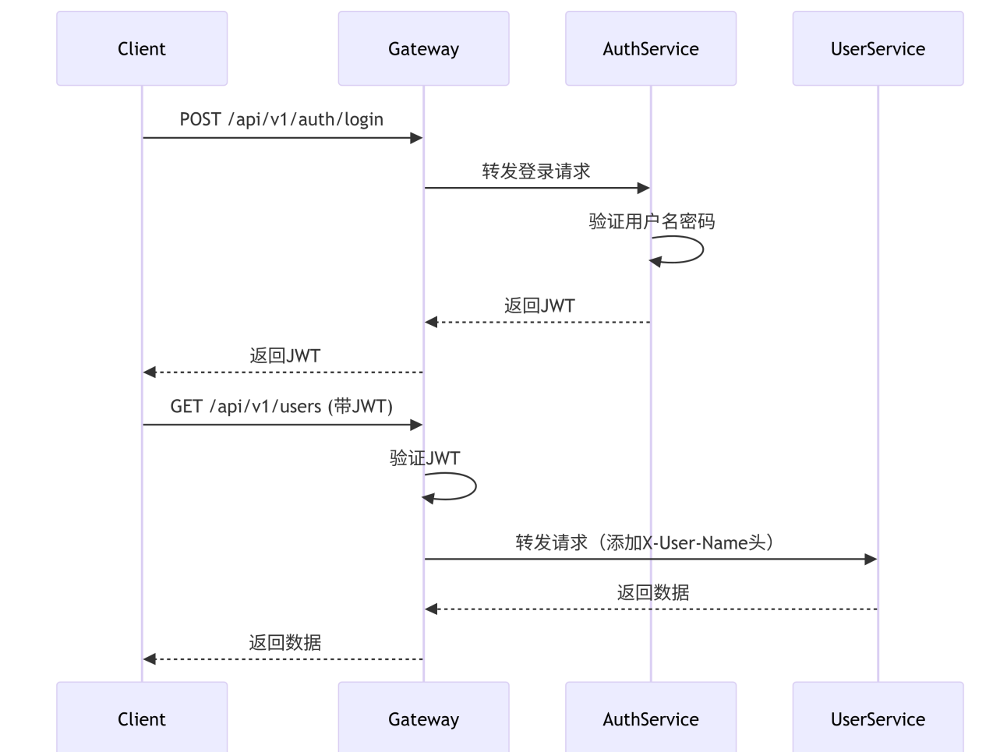 Client
Gateway
AuthService
UserService
POST /api/v1/auth/login
转发登录请求
验证用户名密码
返回JWT
返回JWT
GET /api/v1/users (带JWT)
验证JWT
转发请求（添加X-User-Name头）
返回数据
返回数据
Client
Gateway
AuthService
UserService